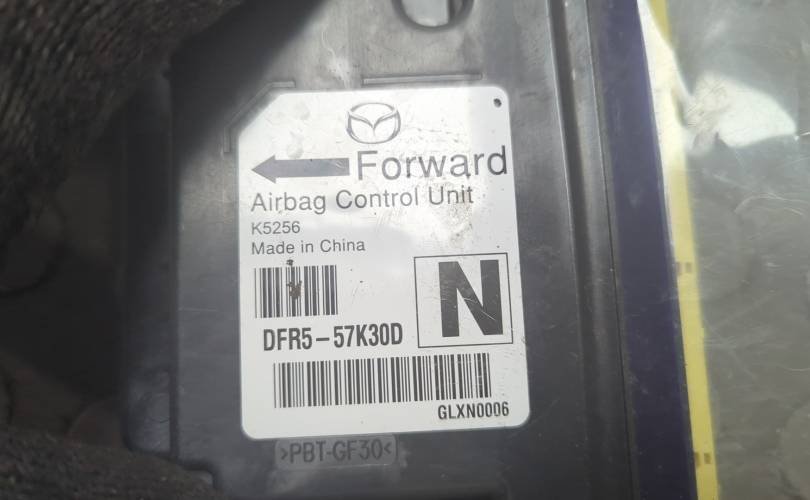 Forward
Airbag Control Unit
K5256
Made in China
N
DFR5-57K30D
GLXN0006
>PBT-GF30<